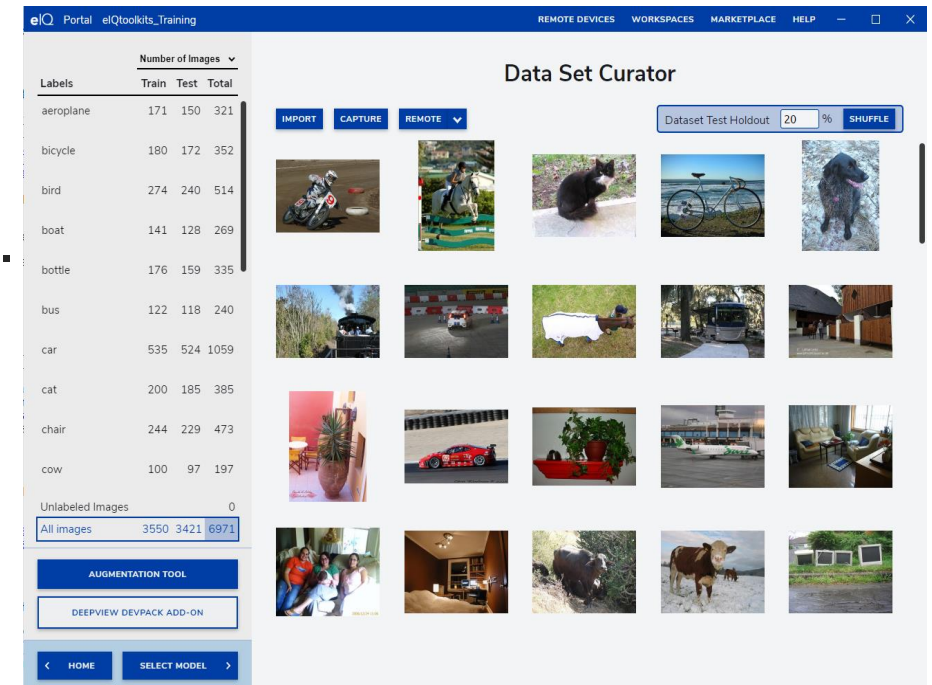 eIQ Portal eIQtoolkits_Training REMOTE DEVICES WORKSPACES MARKETPLACE HELP
Number of Images
Labels Train Test Total
Data Set Curator
aeroplane 171 150 321
IMPORT CAPTURE REMOTE Dataset Test Holdout 20 % SHUFFLE
bicycle 180 172 352
bird 274 240 514
boat 141 128 269
bottle 176 159 335
bus 122 118 240
car 535 524 1059
cat 200 185 385
chair 244 229 473
cow 100 97 197
Unlabeled Images 0
All images 3550 3421 6971
AUGMENTATION TOOL
DEEPVIEW DEVPACK ADD-ON
HOME SELECT MODEL